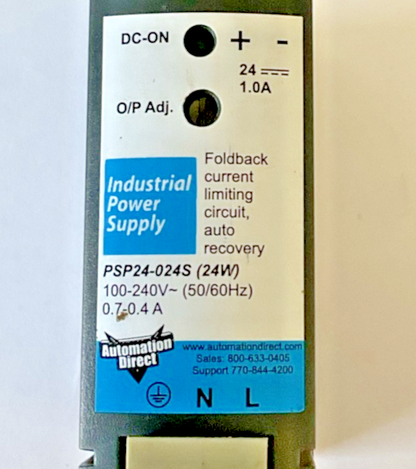 DC-ON + -
24 ⎓
1.0A
O/P Adj.
Industrial
Power
Supply
Foldback
current
limiting
circuit,
auto
recovery
PSP24-024S (24W)
100-240V~ (50/60Hz)
0.7-0.4 A
Automation
Direct
www.automationdirect.com
Sales: 800-633-0405
Support 770-844-4200
N L